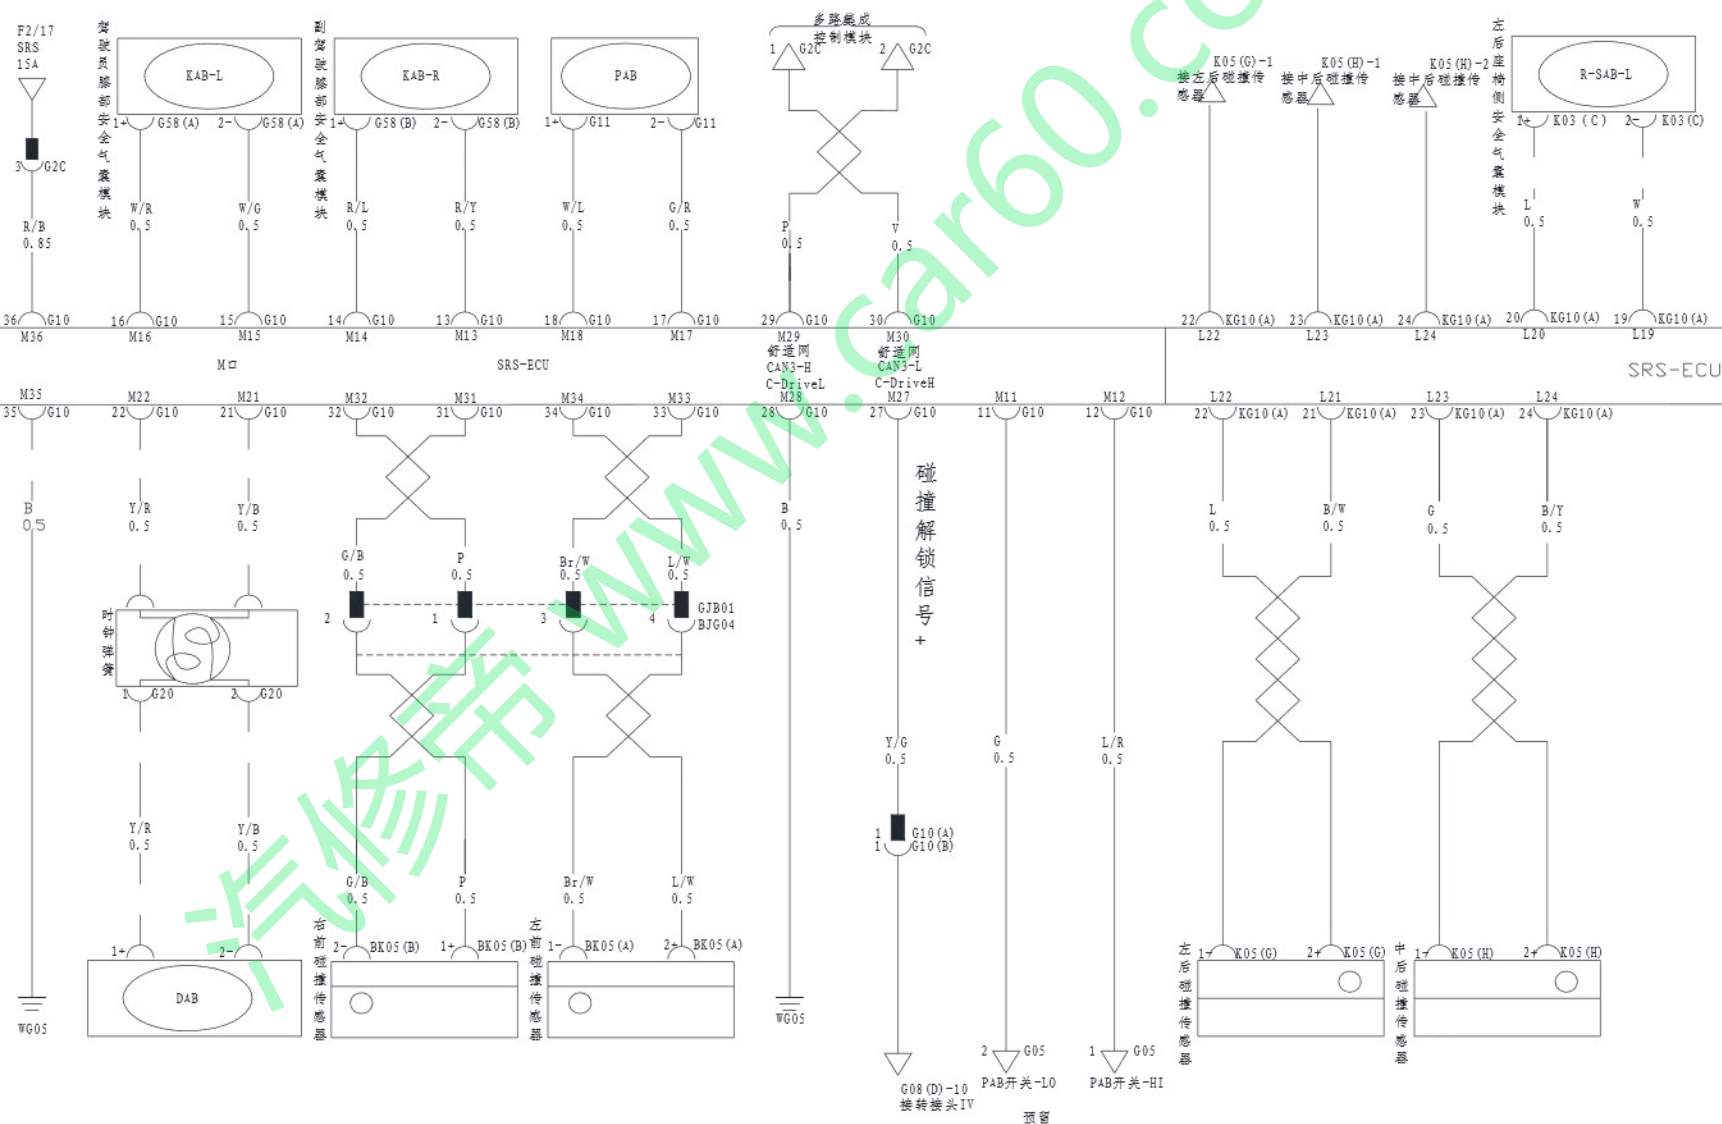 F2/17
SRS
15A
驾驶员膝部安全气囊模块
KAB-L
副驾驶膝部安全气囊模块
KAB-R
PAB
多路集成
控制模块
1 G2C
2 G2C
K05(G)-1
接左后碰撞传
感器
K05(H)-1
接中后碰撞传
感器
K05(H)-2
接中后碰撞传
感器
左后座椅侧安全气囊模块
R-SAB-L
1+ G58(A)
2- G58(A)
1+ G58(B)
2- G58(B)
1+ G11
2- G11
1+ K03(C)
2- K03(C)
3 G2C
R/B
0.85
W/R
0.5
W/G
0.5
R/L
0.5
R/Y
0.5
W/L
0.5
G/R
0.5
P
0.5
V
0.5
L
0.5
W
0.5
36 G10
16 G10
15 G10
14 G10
13 G10
18 G10
17 G10
29 G10
30 G10
22 KG10(A)
23 KG10(A)
24 KG10(A)
20 KG10(A)
19 KG10(A)
M36
M16
M15
M14
M13
M18
M17
M29
M30
L22
L23
L24
L20
L19
M口
SRS-ECU
舒适网
CAN3-H
C-DriveL
舒适网
CAN3-L
C-DriveH
SRS-ECU
M35
M22
M21
M32
M31
M34
M33
M28
M27
M11
M12
L22
L21
L23
L24
35 G10
22 G10
21 G10
32 G10
31 G10
34 G10
33 G10
28 G10
27 G10
11 G10
12 G10
22 KG10(A)
21 KG10(A)
23 KG10(A)
24 KG10(A)
碰撞解锁信号+
B
0.5
Y/R
0.5
Y/B
0.5
G/B
0.5
P
0.5
Br/W
0.5
L/W
0.5
B
0.5
L
0.5
B/W
0.5
G
0.5
B/Y
0.5
2
1
3
4
GJB01
BJG04
时钟弹簧
1 G20
2 G20
Y/R
0.5
Y/B
0.5
Y/G
0.5
G
0.5
L/R
0.5
1 G10(A)
1 G10(B)
G/B
0.5
P
0.5
Br/W
0.5
L/W
0.5
1+
2-
DAB
右前碰撞传感器
2- BK05(B)
1+ BK05(B)
左前碰撞传感器
1- BK05(A)
2+ BK05(A)
左后碰撞传感器
1- K05(G)
2+ K05(G)
中后碰撞传感器
1- K05(H)
2+ K05(H)
WG05
WG05
G08(D)-10
接转接头IV
2 G05
PAB开关-LO
1 G05
PAB开关-HI
预留
汽修帝 www.car60.co